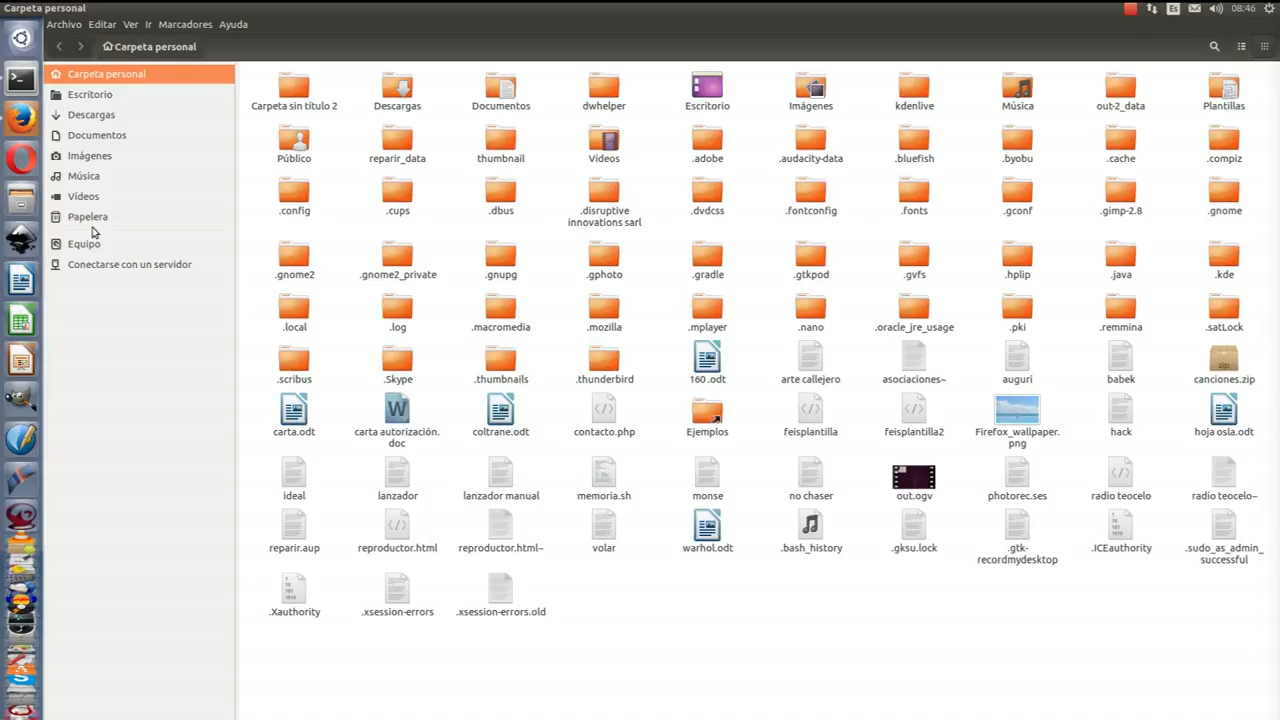 Carpeta personal
Es
08:46
Archivo Editar Ver Ir Marcadores Ayuda
Carpeta personal
Carpeta personal
Escritorio
Descargas
Documentos
Imágenes
Música
Vídeos
Papelera
Equipo
Conectarse con un servidor
Carpeta sin título 2 Descargas Documentos dwhelper Escritorio Imágenes kdenlive Música out-2_data Plantillas
Público reparir_data thumbnail Vídeos .adobe .audacity-data .bluefish .byobu .cache .compiz
.config .cups .dbus .disruptive .dvdcss .fontconfig .fonts .gconf .gimp-2.8 .gnome
innovations sarl
.gnome2 .gnome2_private .gnupg .gphoto .gradle .gtkpod .gvfs .hplip .java .kde
.local .log .macromedia .mozilla .mplayer .nano .oracle_jre_usage .pki .remmina .satLock
.scribus .Skype .thumbnails .thunderbird 160 .odt arte callejero asociaciones~ auguri babek canciones.zip
carta.odt carta autorización. coltrane.odt contacto.php Ejemplos feisplantilla feisplantilla2 Firefox_wallpaper. hack hoja osla.odt
doc png
ideal lanzador lanzador manual memoria.sh monse no chaser out.ogv photorec.ses radio teocelo radio teocelo~
reparir.aup reproductor.html reproductor.html~ volar warhol.odt .bash_history .gksu.lock .gtk- .ICEauthority .sudo_as_admin_
recordmydesktop successful
.Xauthority .xsession-errors .xsession-errors.old